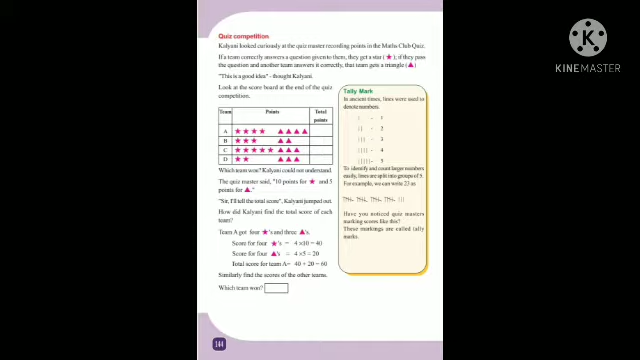 Quiz competition
Kalyani looked curiously at the quiz master recording points in the Maths Club Quiz.
If a team correctly answers a question given to them, they get a star (★); if they pass
the question and another team answers it correctly, that team gets a triangle (▲)
"This is a good idea" - thought Kalyani.
Look at the score board at the end of the quiz
competition.
Team Points Total
points
A ★★★★ ▲▲▲▲
B ★★★ ▲▲
C ★★★★★ ▲▲▲
D ★★ ▲▲▲
Which team won? Kalyani could not understand.
The quiz master said, "10 points for ★ and 5
points for ▲."
"Sir, I'll tell the total score", Kalyani jumped out.
How did Kalyani find the total score of each
team?
Team A got four ★'s and three ▲'s.
Score for four ★'s = 4 ×10 = 40
Score for four ▲'s = 4 ×5 = 20
Total score for team A= 40 + 20 = 60
Similarly find the scores of the other teams.
Which team won?
Tally Mark
In ancient times, lines were used to
denote numbers.
| - 1
|| - 2
||| - 3
|||| - 4
||||| - 5
To identify and count larger numbers
easily, lines are split into groups of 5.
For example, we can write 23 as
Have you noticed quiz masters
marking scores like this?
These markings are called tally
marks.
144
K
KINEMASTER